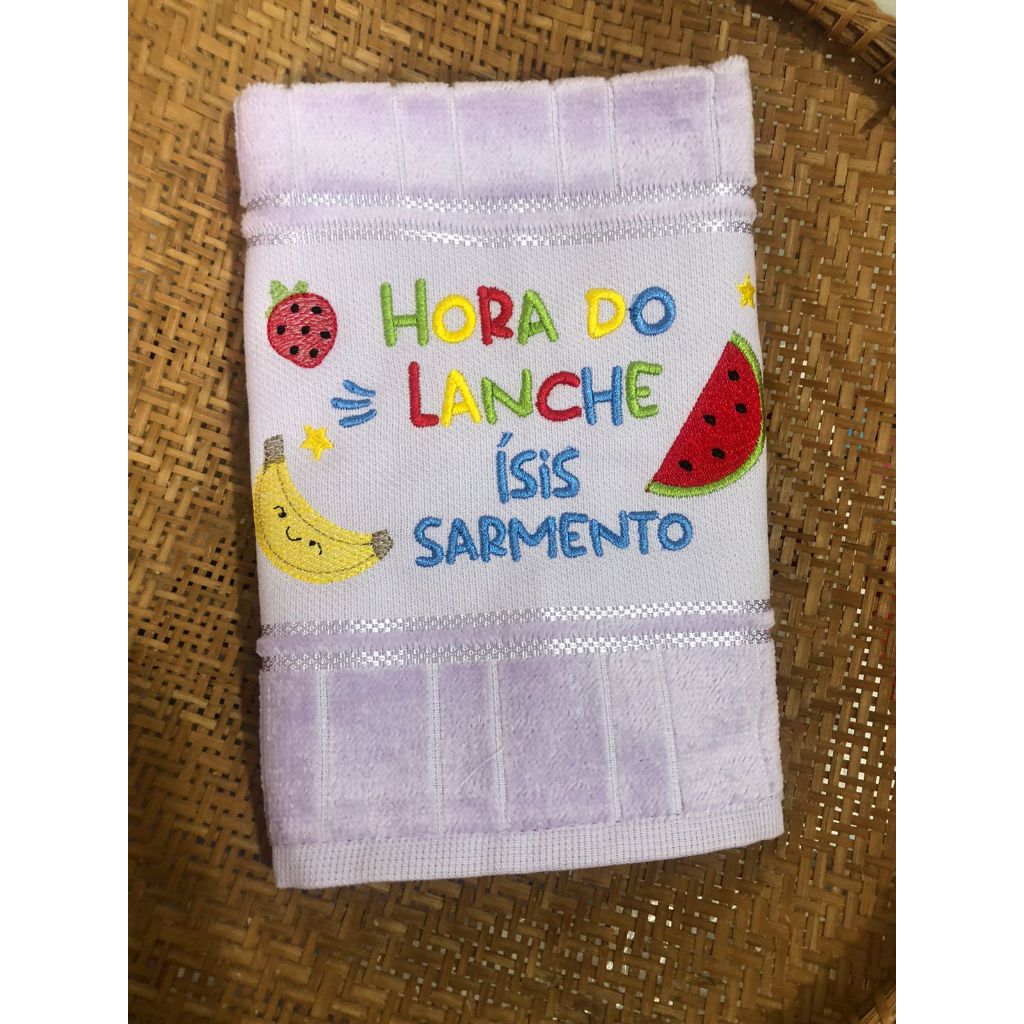 HORA DO
LANCHE
ÍSiS
SARMENTO